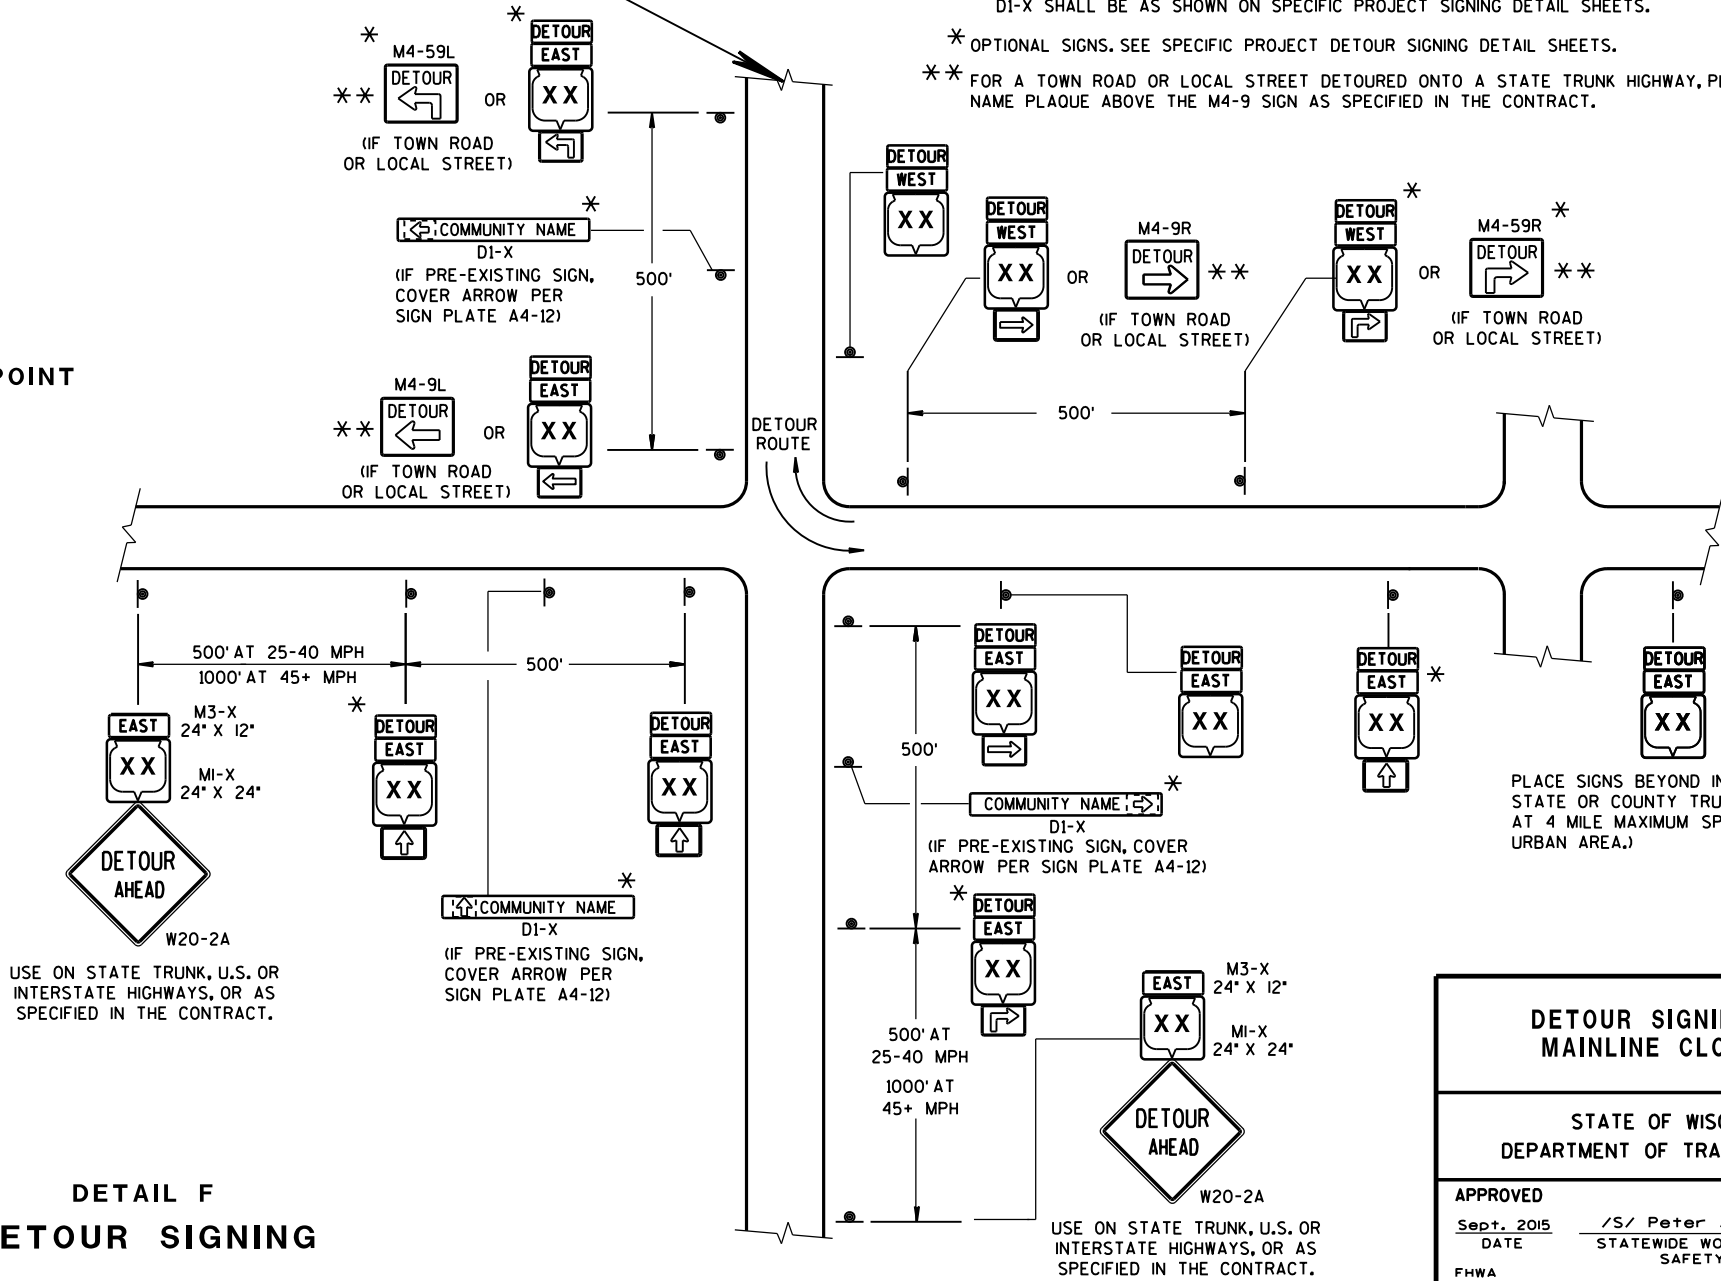 D1-X SHALL BE AS SHOWN ON SPECIFIC PROJECT SIGNING DETAIL SHEETS.
* OPTIONAL SIGNS. SEE SPECIFIC PROJECT DETOUR SIGNING DETAIL SHEETS.
** FOR A TOWN ROAD OR LOCAL STREET DETOURED ONTO A STATE TRUNK HIGHWAY,
NAME PLAQUE ABOVE THE M4-9 SIGN AS SPECIFIED IN THE CONTRACT.
*
M4-59L
**
DETOUR
OR
*
DETOUR
EAST
XX
(IF TOWN ROAD
OR LOCAL STREET)
*
COMMUNITY NAME
D1-X
(IF PRE-EXISTING SIGN,
COVER ARROW PER
SIGN PLATE A4-12)
500'
POINT
M4-9L
**
DETOUR
OR
DETOUR
EAST
XX
(IF TOWN ROAD
OR LOCAL STREET)
DETOUR
ROUTE
DETOUR
WEST
XX
DETOUR
WEST
XX
OR
M4-9R
DETOUR
**
(IF TOWN ROAD
OR LOCAL STREET)
*
DETOUR
WEST
XX
OR
M4-59R
*
DETOUR
**
(IF TOWN ROAD
OR LOCAL STREET)
500'
500' AT 25-40 MPH
1000' AT 45+ MPH
500'
EAST
M3-X
24" X 12"
XX
M1-X
24" X 24"
DETOUR
AHEAD
W20-2A
USE ON STATE TRUNK, U.S. OR
INTERSTATE HIGHWAYS, OR AS
SPECIFIED IN THE CONTRACT.
*
DETOUR
EAST
XX
DETOUR
EAST
XX
*
COMMUNITY NAME
D1-X
(IF PRE-EXISTING SIGN,
COVER ARROW PER
SIGN PLATE A4-12)
DETOUR
EAST
XX
500'
DETOUR
EAST
XX
DETOUR
EAST
*
XX
DETOUR
EAST
XX
COMMUNITY NAME
*
D1-X
(IF PRE-EXISTING SIGN, COVER
ARROW PER SIGN PLATE A4-12)
PLACE SIGNS BEYOND
STATE OR COUNTY
AT 4 MILE MAXIMUM
URBAN AREA.)
*
DETOUR
EAST
XX
500' AT
25-40 MPH
1000' AT
45+ MPH
EAST
M3-X
24" X 12"
XX
M1-X
24" X 24"
DETOUR
AHEAD
W20-2A
USE ON STATE TRUNK, U.S. OR
INTERSTATE HIGHWAYS, OR AS
SPECIFIED IN THE CONTRACT.
DETAIL F
ETOUR SIGNING
DETOUR
MAINLINE
STATE OF
DEPARTMENT OF
APPROVED
Sept. 2015
/S/ Peter
DATE
STATEWIDE
SAFETY
FHWA